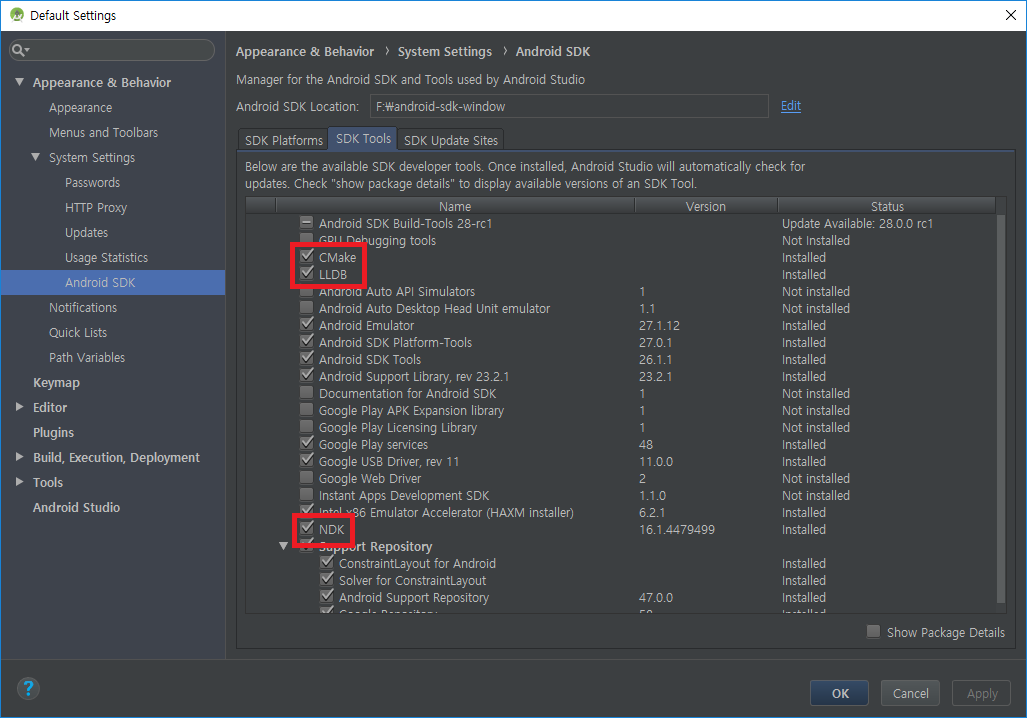 Default Settings
Appearance & Behavior
Appearance
Menus and Toolbars
System Settings
Passwords
HTTP Proxy
Updates
Usage Statistics
Android SDK
Notifications
Quick Lists
Path Variables
Keymap
Editor
Plugins
Build, Execution, Deployment
Tools
Android Studio
Appearance & Behavior › System Settings › Android SDK
Manager for the Android SDK and Tools used by Android Studio
Android SDK Location: F:₩android-sdk-window Edit
SDK Platforms SDK Tools SDK Update Sites
Below are the available SDK developer tools. Once installed, Android Studio will automatically check for
updates. Check "show package details" to display available versions of an SDK Tool.
Name Version Status
Android SDK Build-Tools 28-rc1 Update Available: 28.0.0 rc1
GPU Debugging tools Not Installed
CMake Installed
LLDB Installed
Android Auto API Simulators 1 Not installed
Android Auto Desktop Head Unit emulator 1.1 Not installed
Android Emulator 27.1.12 Installed
Android SDK Platform-Tools 27.0.1 Installed
Android SDK Tools 26.1.1 Installed
Android Support Library, rev 23.2.1 23.2.1 Installed
Documentation for Android SDK 1 Not installed
Google Play APK Expansion library 1 Not installed
Google Play Licensing Library 1 Not installed
Google Play services 48 Installed
Google USB Driver, rev 11 11.0.0 Installed
Google Web Driver 2 Not installed
Instant Apps Development SDK 1.1.0 Not installed
Intel x86 Emulator Accelerator (HAXM installer) 6.2.1 Installed
NDK 16.1.4479499 Installed
Support Repository
ConstraintLayout for Android Installed
Solver for ConstraintLayout Installed
Android Support Repository 47.0.0 Installed
Google Repository 58 Installed
Show Package Details
? OK Cancel Apply